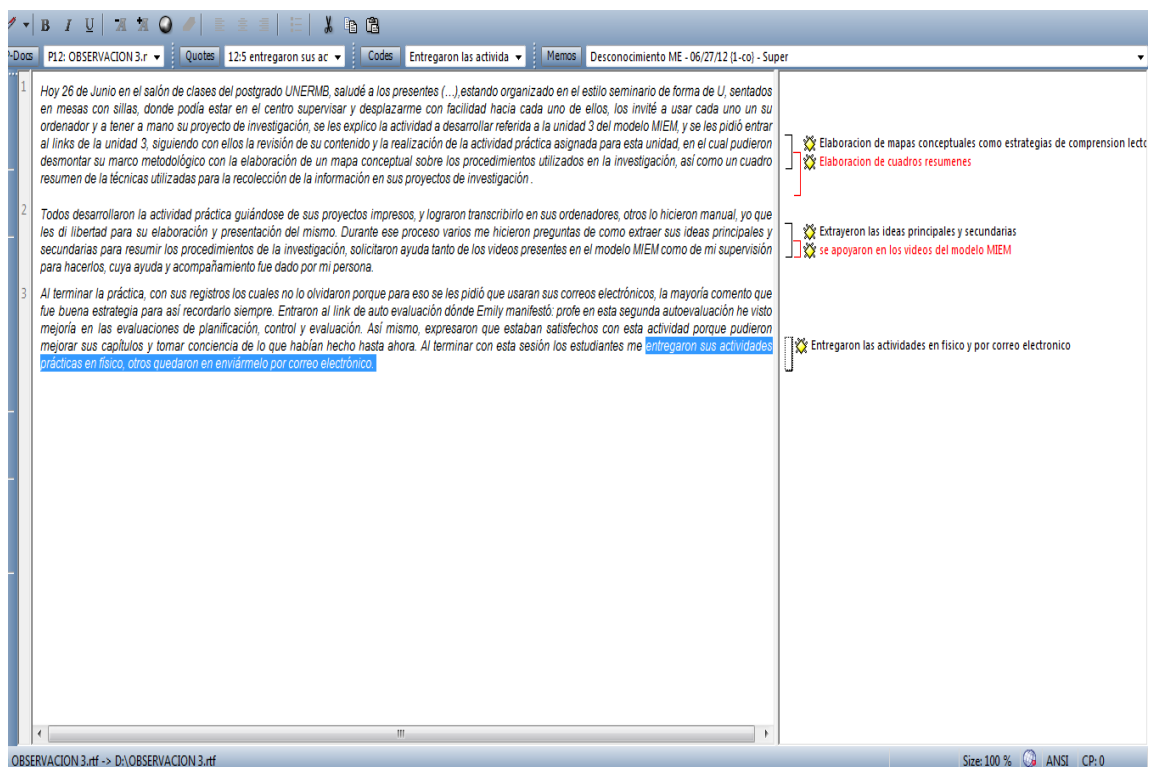 B I U A A
P-Docs P12: OBSERVACION 3.r Quotes 12:5 entregaron sus ac Codes Entregaron las activida Memos Desconocimiento ME - 06/27/12 {1-co} - Super
1
Hoy 26 de Junio en el salón de clases del postgrado UNERMB, saludé a los presentes (…),estando organizado en el estilo seminario de forma de U, sentados
en mesas con sillas, donde podía estar en el centro supervisar y desplazarme con facilidad hacia cada uno de ellos, los invité a usar cada uno un su
ordenador y a tener a mano su proyecto de investigación, se les explico la actividad a desarrollar referida a la unidad 3 del modelo MIEM, y se les pidió entrar
al links de la unidad 3, siguiendo con ellos la revisión de su contenido y la realización de la actividad práctica asignada para esta unidad, en el cual pudieron
desmontar su marco metodológico con la elaboración de un mapa conceptual sobre los procedimientos utilizados en la investigación, así como un cuadro
resumen de la técnicas utilizadas para la recolección de la información en sus proyectos de investigación .
Elaboracion de mapas conceptuales como estrategias de comprension lecto
Elaboracion de cuadros resumenes
2
Todos desarrollaron la actividad práctica guiándose de sus proyectos impresos, y lograron transcribirlo en sus ordenadores, otros lo hicieron manual, yo que
les di libertad para su elaboración y presentación del mismo. Durante ese proceso varios me hicieron preguntas de como extraer sus ideas principales y
secundarias para resumir los procedimientos de la investigación, solicitaron ayuda tanto de los videos presentes en el modelo MIEM como de mi supervisión
para hacerlos, cuya ayuda y acompañamiento fue dado por mi persona.
Extrayeron las ideas principales y secundarias
se apoyaron en los videos del modelo MIEM
3
Al terminar la práctica, con sus registros los cuales no lo olvidaron porque para eso se les pidió que usaran sus correos electrónicos, la mayoría comento que
fue buena estrategia para así recordarlo siempre. Entraron al link de auto evaluación dónde Emily manifestó: profe en esta segunda autoevaluación he visto
mejoría en las evaluaciones de planificación, control y evaluación. Así mismo, expresaron que estaban satisfechos con esta actividad porque pudieron
mejorar sus capítulos y tomar conciencia de lo que habían hecho hasta ahora. Al terminar con esta sesión los estudiantes me entregaron sus actividades
prácticas en físico, otros quedaron en enviármelo por correo electrónico.
Entregaron las actividades en fisico y por correo electronico
OBSERVACION 3.rtf -> D:\OBSERVACION 3.rtf Size: 100 % ANSI CP: 0